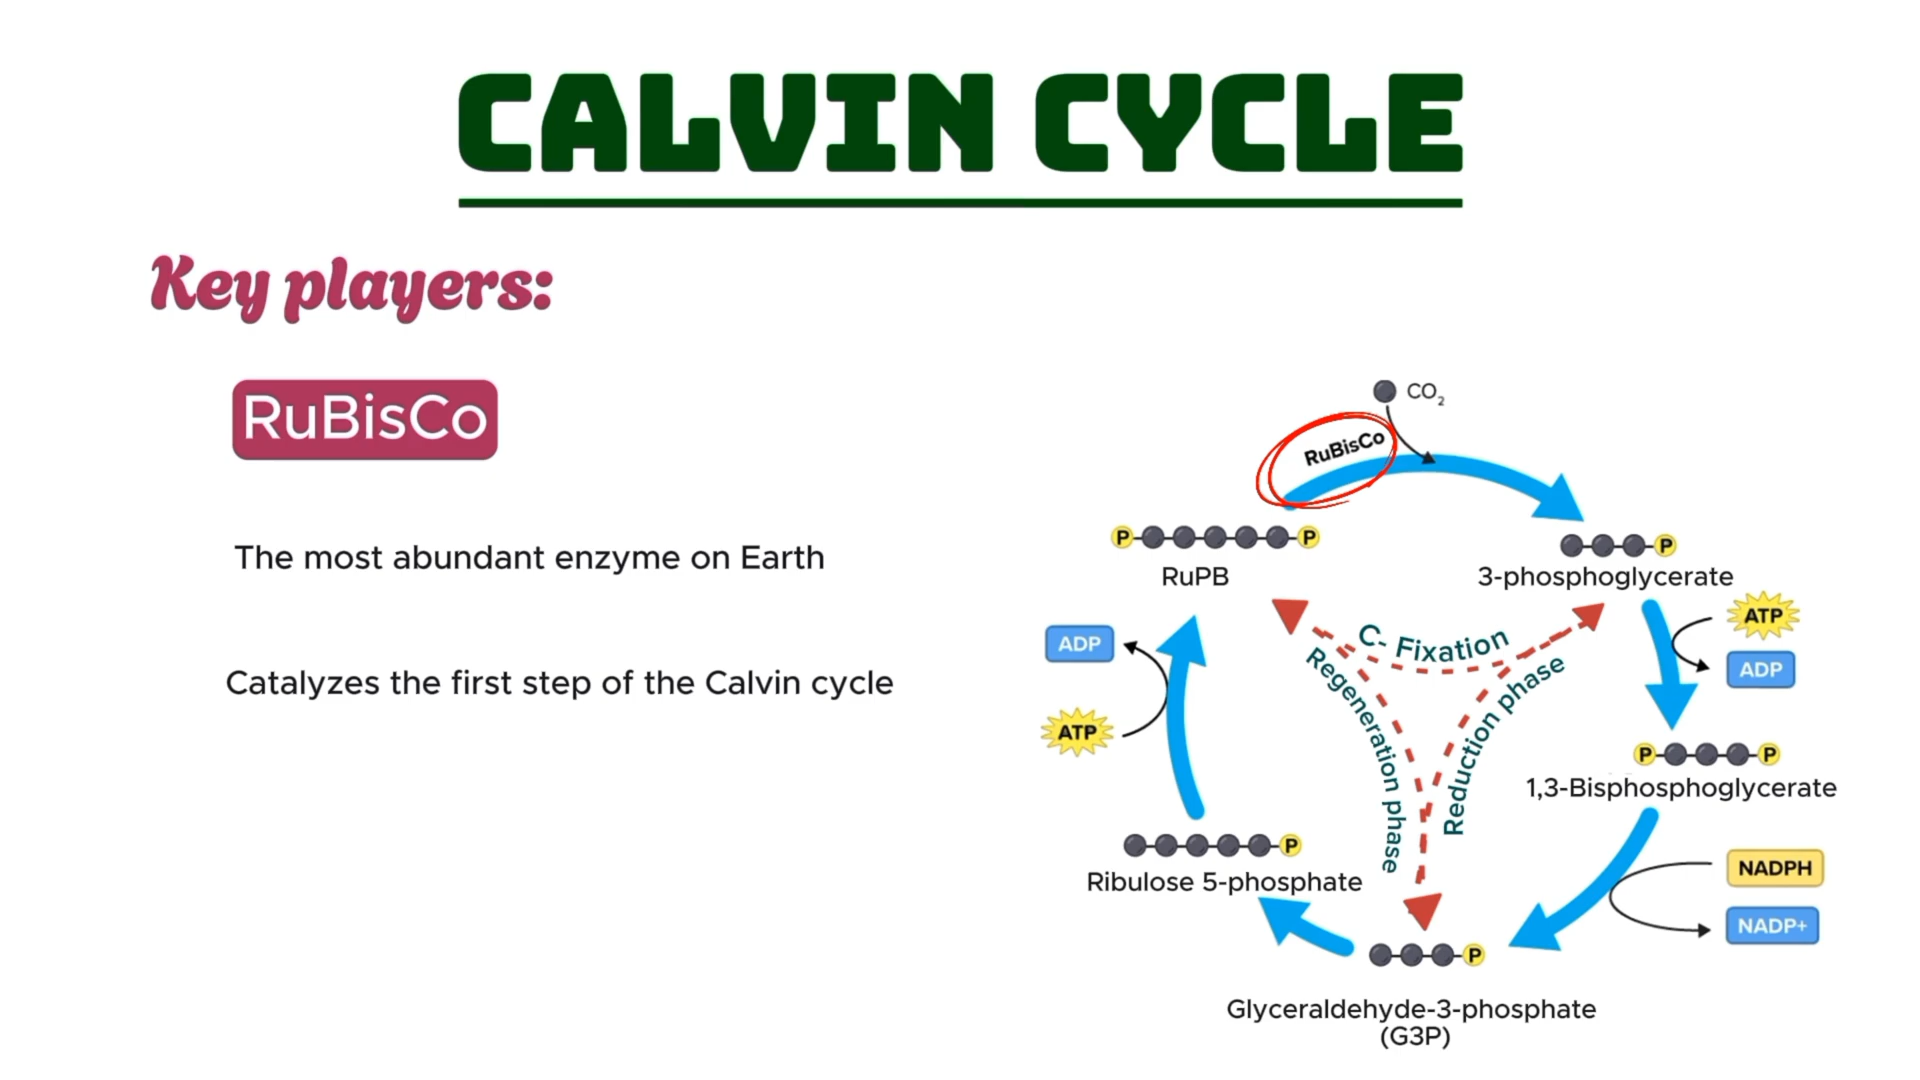 CALVIN CYCLE
Key players:
RuBisCo
The most abundant enzyme on Earth
Catalyzes the first step of the Calvin cycle
CO2
RuBisCo
P P
RuPB
P
3-phosphoglycerate
ATP
ADP
C- Fixation
Regeneration phase
Reduction phase
ADP
ATP
P P
1,3-Bisphosphoglycerate
NADPH
NADP+
P
Ribulose 5-phosphate
P
Glyceraldehyde-3-phosphate
(G3P)